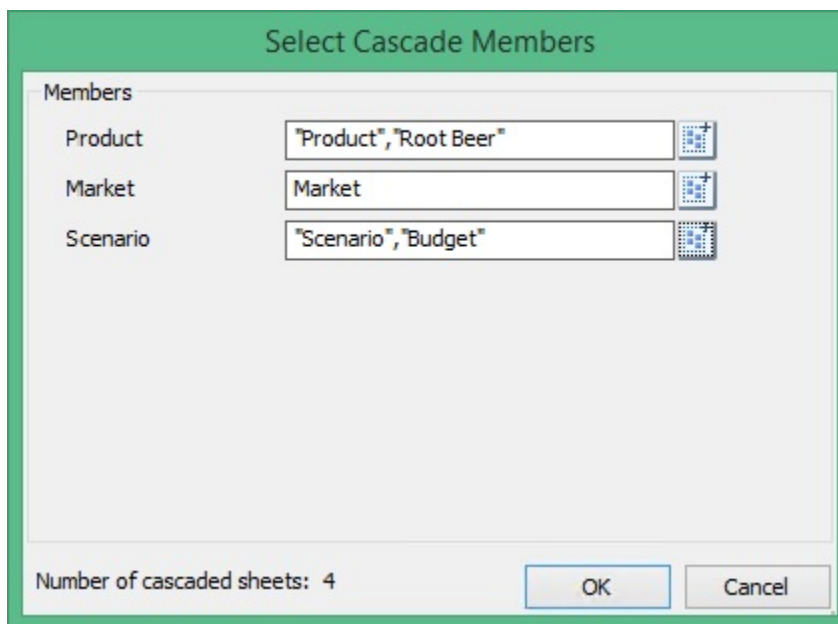 Select Cascade Members
Members
Product "Product","Root Beer"
Market Market
Scenario "Scenario","Budget"
Number of cascaded sheets: 4 OK Cancel